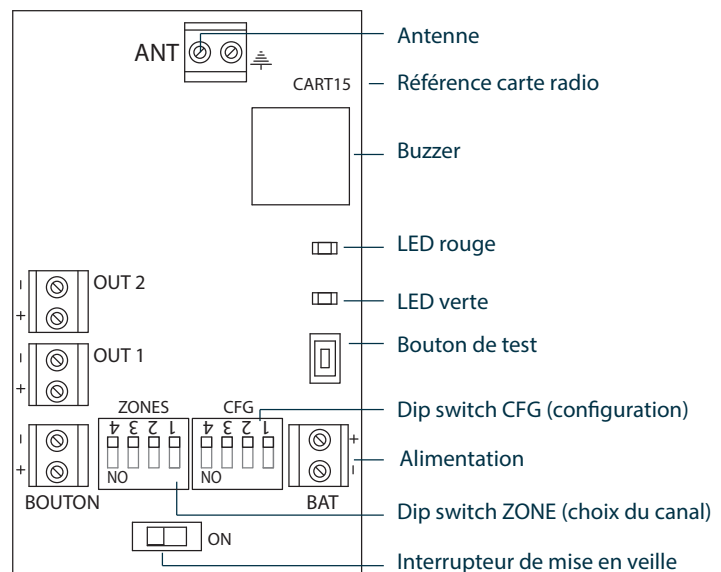 ANT
Antenne
CART15
Référence carte radio
Buzzer
LED rouge
- OUT 2
+
LED verte
- OUT 1
+
Bouton de test
ZONES
CFG
Dip switch CFG (configuration)
4 3 2 1
4 3 2 1
-
+
+
-
Alimentation
NO
NO
BOUTON
BAT
Dip switch ZONE (choix du canal)
ON
Interrupteur de mise en veille